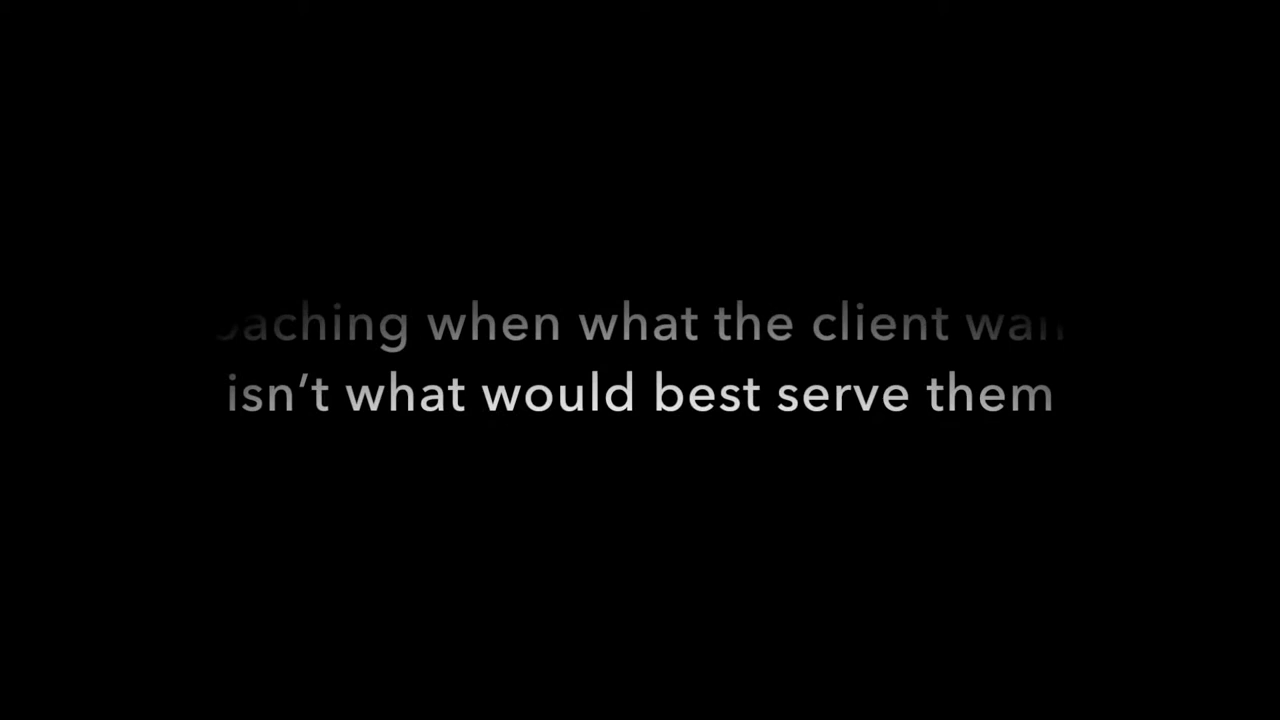 when what the client
isn’t what would best serve them